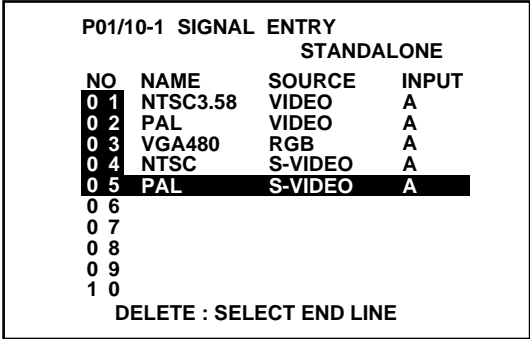 P01/10-1 SIGNAL ENTRY
STANDALONE
NO NAME SOURCE INPUT
0 1 NTSC3.58 VIDEO A
0 2 PAL VIDEO A
0 3 VGA480 RGB A
0 4 NTSC S-VIDEO A
0 5 PAL S-VIDEO A
0 6
0 7
0 8
0 9
1 0
DELETE : SELECT END LINE